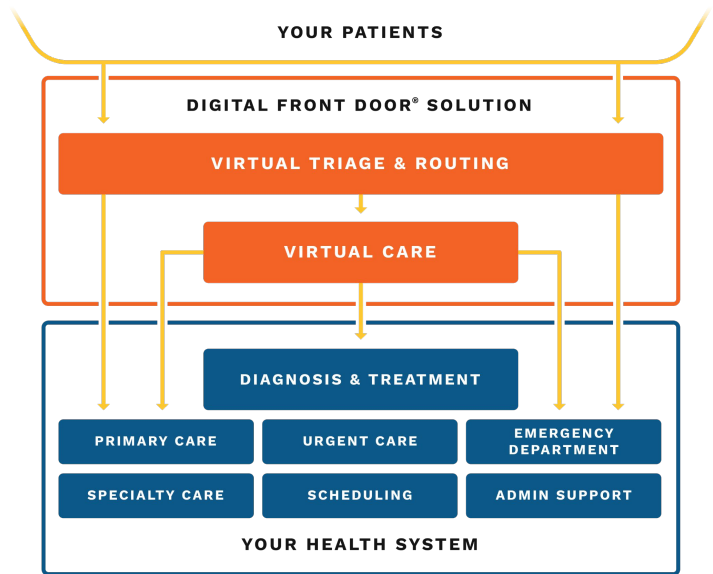 YOUR PATIENTS
DIGITAL FRONT DOOR® SOLUTION
VIRTUAL TRIAGE & ROUTING
VIRTUAL CARE
DIAGNOSIS & TREATMENT
PRIMARY CARE
URGENT CARE
EMERGENCY
DEPARTMENT
SPECIALTY CARE
SCHEDULING
ADMIN SUPPORT
YOUR HEALTH SYSTEM